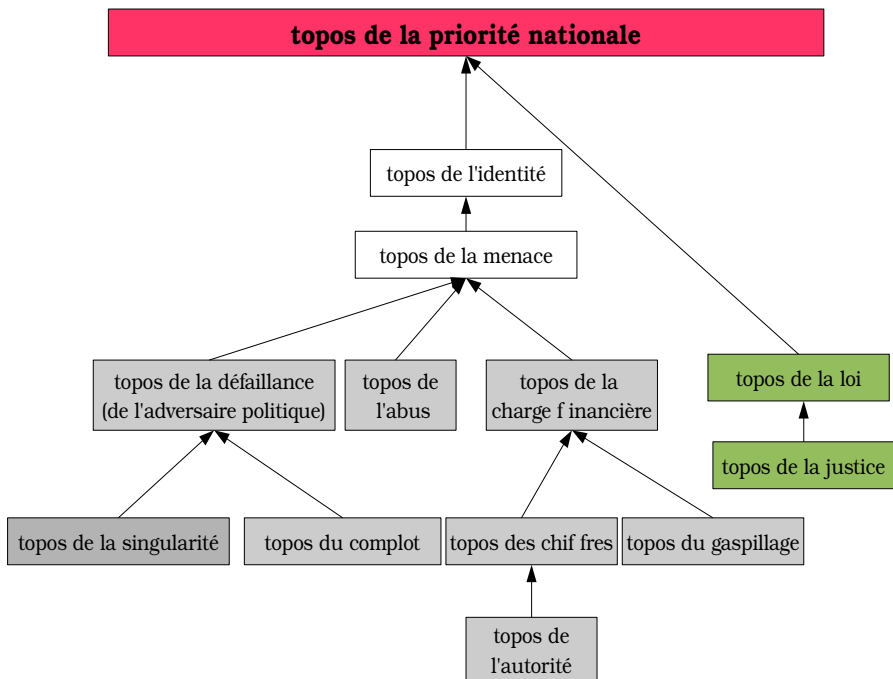 topos de la priorité nationale
topos de l'identité
topos de la menace
topos de la défaillance
(de l'adversaire politique)
topos de
l'abus
topos de la
charge f inancière
topos de la loi
topos de la justice
topos de la singularité
topos du complot
topos des chif fres
topos du gaspillage
topos de
l'autorité